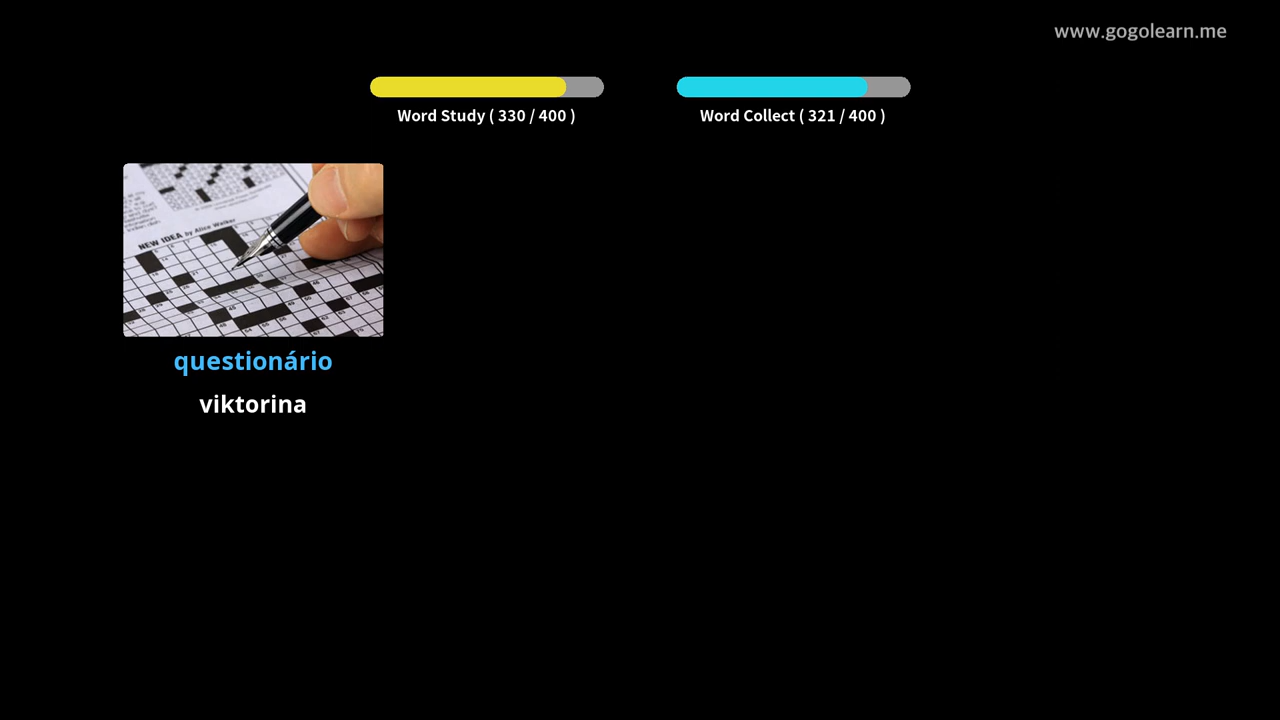 www.gogolearn.me
Word Study ( 330 / 400 )
Word Collect ( 321 / 400 )
NEW IDEA by Alice Walker
questionário
viktorina